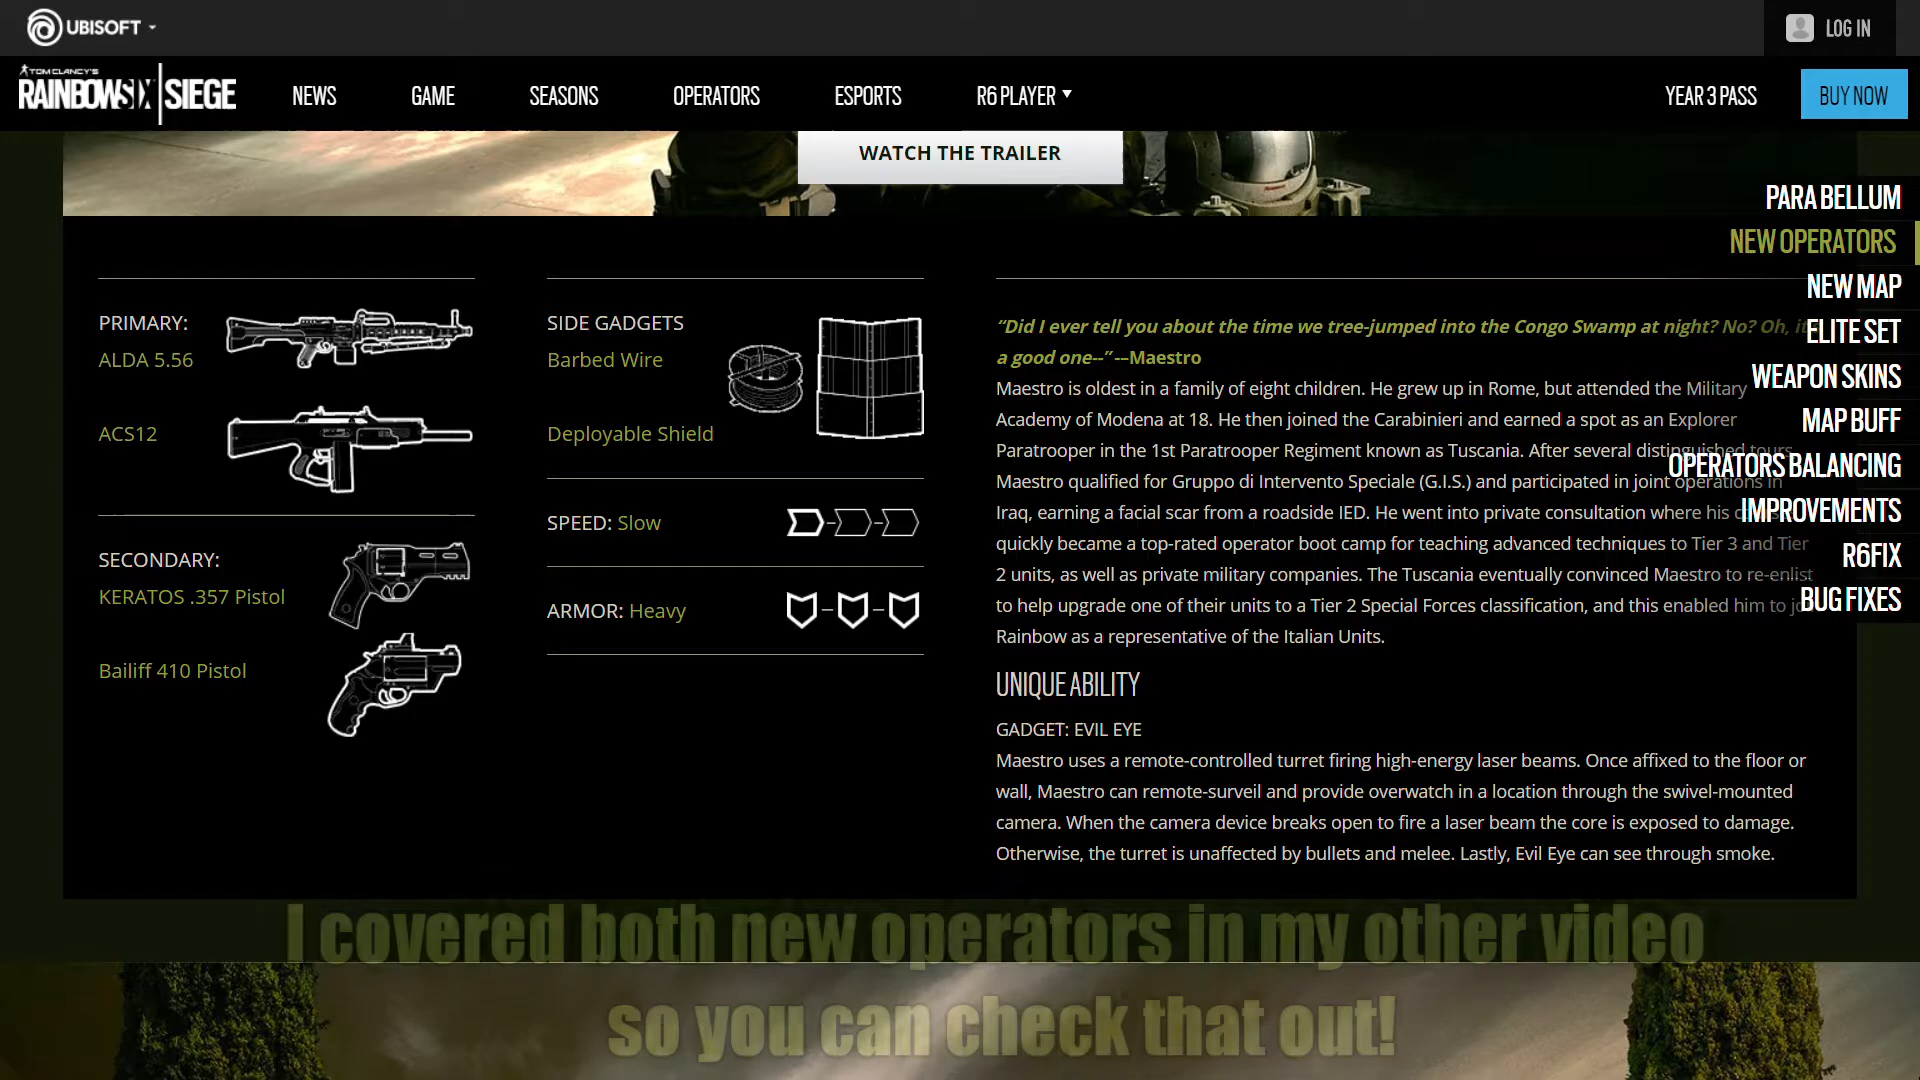 UBISOFT
LOG IN
TOM CLANCY'S
RAINBOWSIX | SIEGE
NEWS
GAME
SEASONS
OPERATORS
ESPORTS
R6 PLAYER
YEAR 3 PASS
BUY NOW
WATCH THE TRAILER
PARA BELLUM
NEW OPERATORS
NEW MAP
ELITE SET
WEAPON SKINS
MAP BUFF
OPERATORS BALANCING
IMPROVEMENTS
R6FIX
BUG FIXES
PRIMARY:
ALDA 5.56
ACS12
SECONDARY:
KERATOS .357 Pistol
Bailiff 410 Pistol
SIDE GADGETS
Barbed Wire
Deployable Shield
SPEED: Slow
ARMOR: Heavy
“Did I ever tell you about the time we tree-jumped into the Congo Swamp at night? No? Oh,
a good one--” --Maestro
Maestro is oldest in a family of eight children. He grew up in Rome, but attended the Military
Academy of Modena at 18. He then joined the Carabinieri and earned a spot as an Explorer
Paratrooper in the 1st Paratrooper Regiment known as Tuscania. After several distinguished tours,
Maestro qualified for Gruppo di Intervento Speciale (G.I.S.) and participated in joint operations in
Iraq, earning a facial scar from a roadside IED. He went into private consultation where his
quickly became a top-rated operator boot camp for teaching advanced techniques to Tier 3 and Tier
2 units, as well as private military companies. The Tuscania eventually convinced Maestro to re-enlist
to help upgrade one of their units to a Tier 2 Special Forces classification, and this enabled him to
Rainbow as a representative of the Italian Units.
UNIQUE ABILITY
GADGET: EVIL EYE
Maestro uses a remote-controlled turret firing high-energy laser beams. Once affixed to the floor or
wall, Maestro can remote-surveil and provide overwatch in a location through the swivel-mounted
camera. When the camera device breaks open to fire a laser beam the core is exposed to damage.
Otherwise, the turret is unaffected by bullets and melee. Lastly, Evil Eye can see through smoke.
I covered both new operators in my other video
so you can check that out!